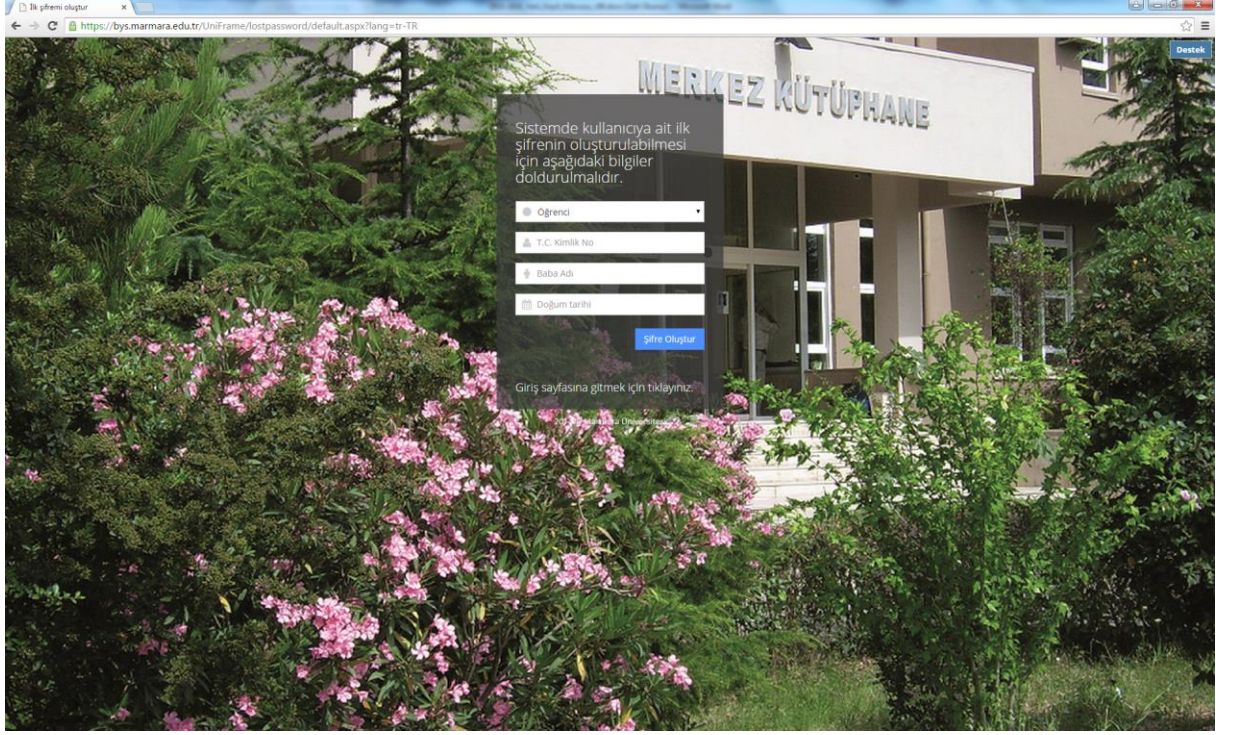 İlk şifremi oluştur
https://bys.marmara.edu.tr/UniFrame/lostpassword/default.aspx?lang=tr-TR
Destek
MERKEZ KÜTÜPHANE
Sistemde kullanıcıya ait ilk
şifrenin oluşturulabilmesi
için aşağıdaki bilgiler
doldurulmalıdır.
Öğrenci
T.C. Kimlik No
Baba Adı
Doğum tarihi
Şifre Oluştur
Giriş sayfasına gitmek için tıklayınız.
Marmara Üniversitesi